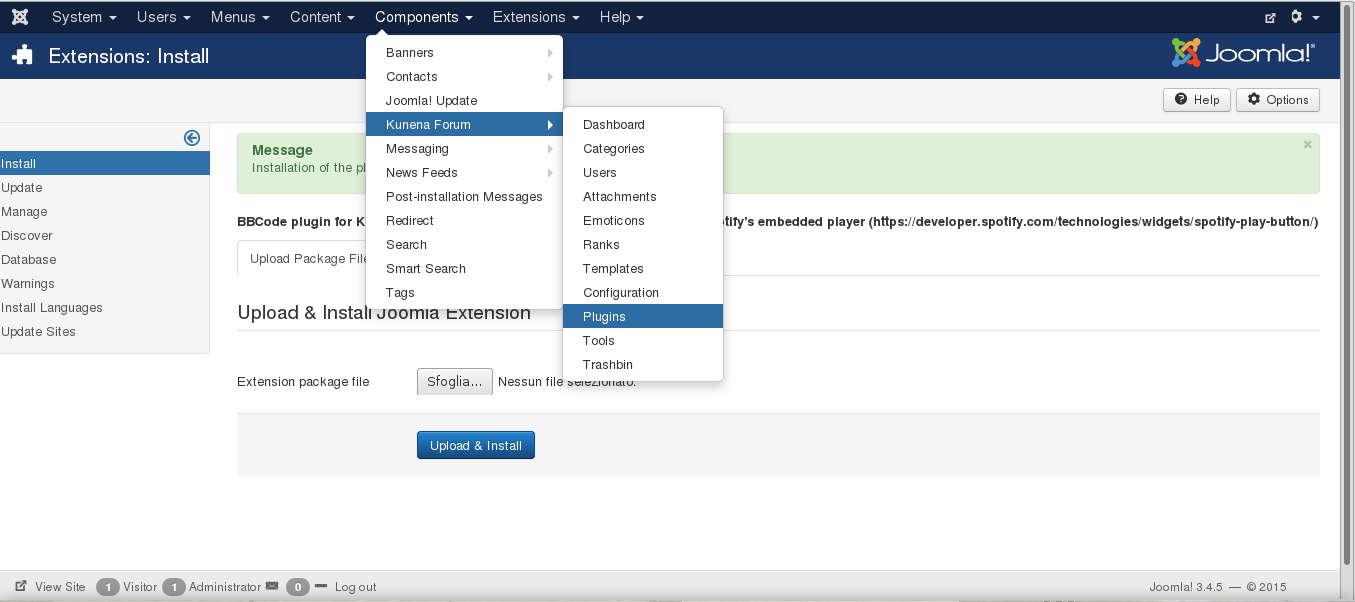 System Users Menus Content Components Extensions Help
Extensions: Install
Joomla!®
Help Options
Install
Update
Manage
Discover
Database
Warnings
Install Languages
Update Sites
Banners
Contacts
Joomla! Update
Kunena Forum
Messaging
News Feeds
Post-installation Messages
Redirect
Search
Smart Search
Tags
Dashboard
Categories
Users
Attachments
Emoticons
Ranks
Templates
Configuration
Plugins
Tools
Trashbin
Message ×
Installation of the
BBCode plugin for embedded player (https://developer.spotify.com/technologies/widgets/spotify-play-button/)
Upload Package File
Upload & Install Joomla Extension
Extension package file Sfoglia... Nessun file selezionato.
Upload & Install
View Site 1 Visitor 1 Administrator 0 Log out Joomla! 3.4.5 — © 2015